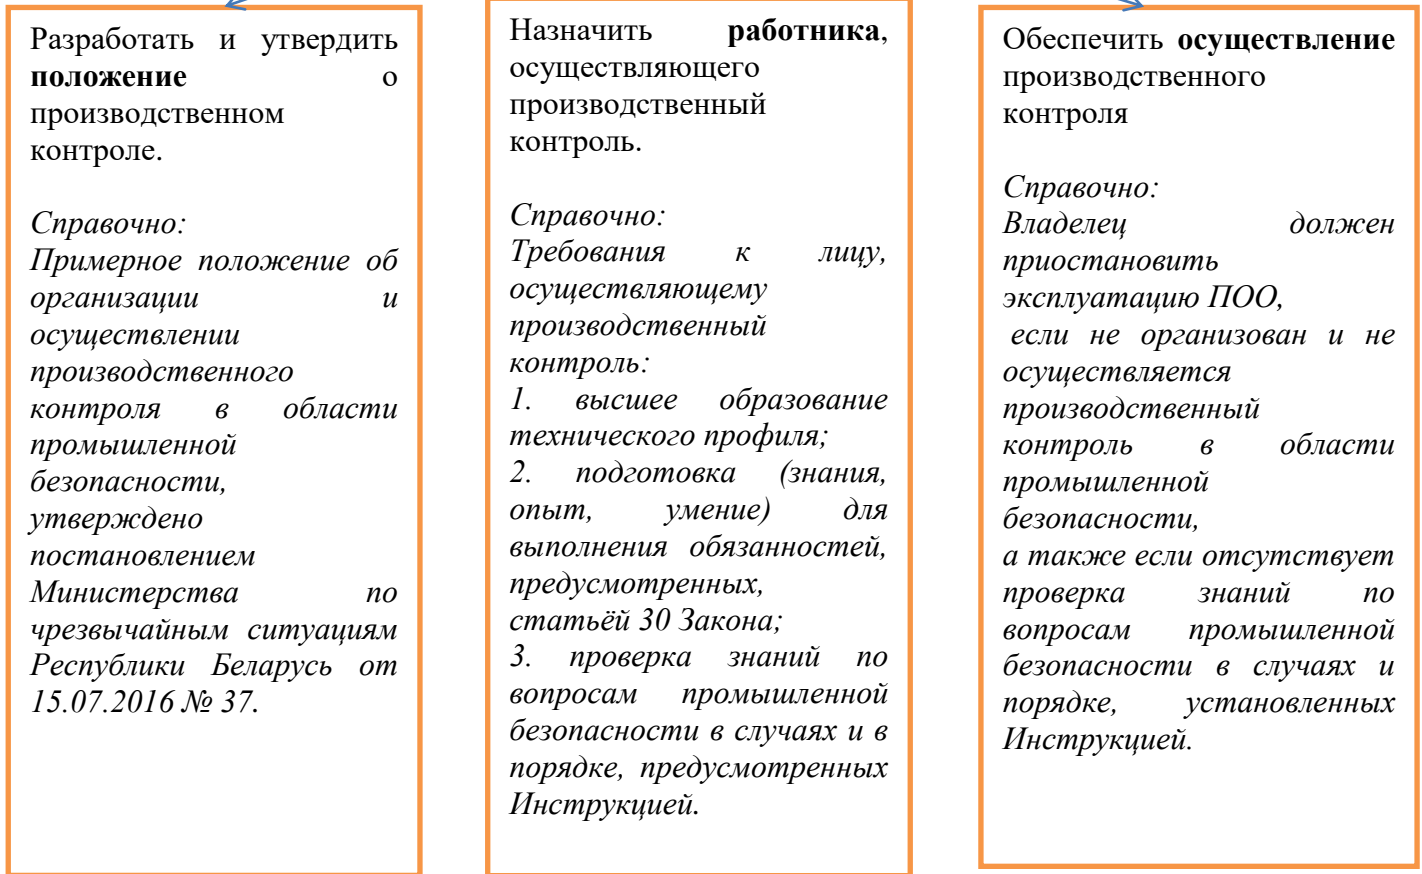 Разработать и утвердить
положение о
производственном
контроле.
Справочно:
Примерное положение об
организации и
осуществлении
производственного
контроля в области
промышленной
безопасности,
утверждено
постановлением
Министерства по
чрезвычайным ситуациям
Республики Беларусь от
15.07.2016 № 37.
Назначить работника,
осуществляющего
производственный
контроль.
Справочно:
Требования к лицу,
осуществляющему
производственный
контроль:
1. высшее образование
технического профиля;
2. подготовка (знания,
опыт, умение) для
выполнения обязанностей,
предусмотренных,
статьёй 30 Закона;
3. проверка знаний по
вопросам промышленной
безопасности в случаях и в
порядке, предусмотренных
Инструкцией.
Обеспечить осуществление
производственного
контроля
Справочно:
Владелец должен
приостановить
эксплуатацию ПОО,
если не организован и не
осуществляется
производственный
контроль в области
промышленной
безопасности,
а также если отсутствует
проверка знаний по
вопросам промышленной
безопасности в случаях и
порядке, установленных
Инструкцией.